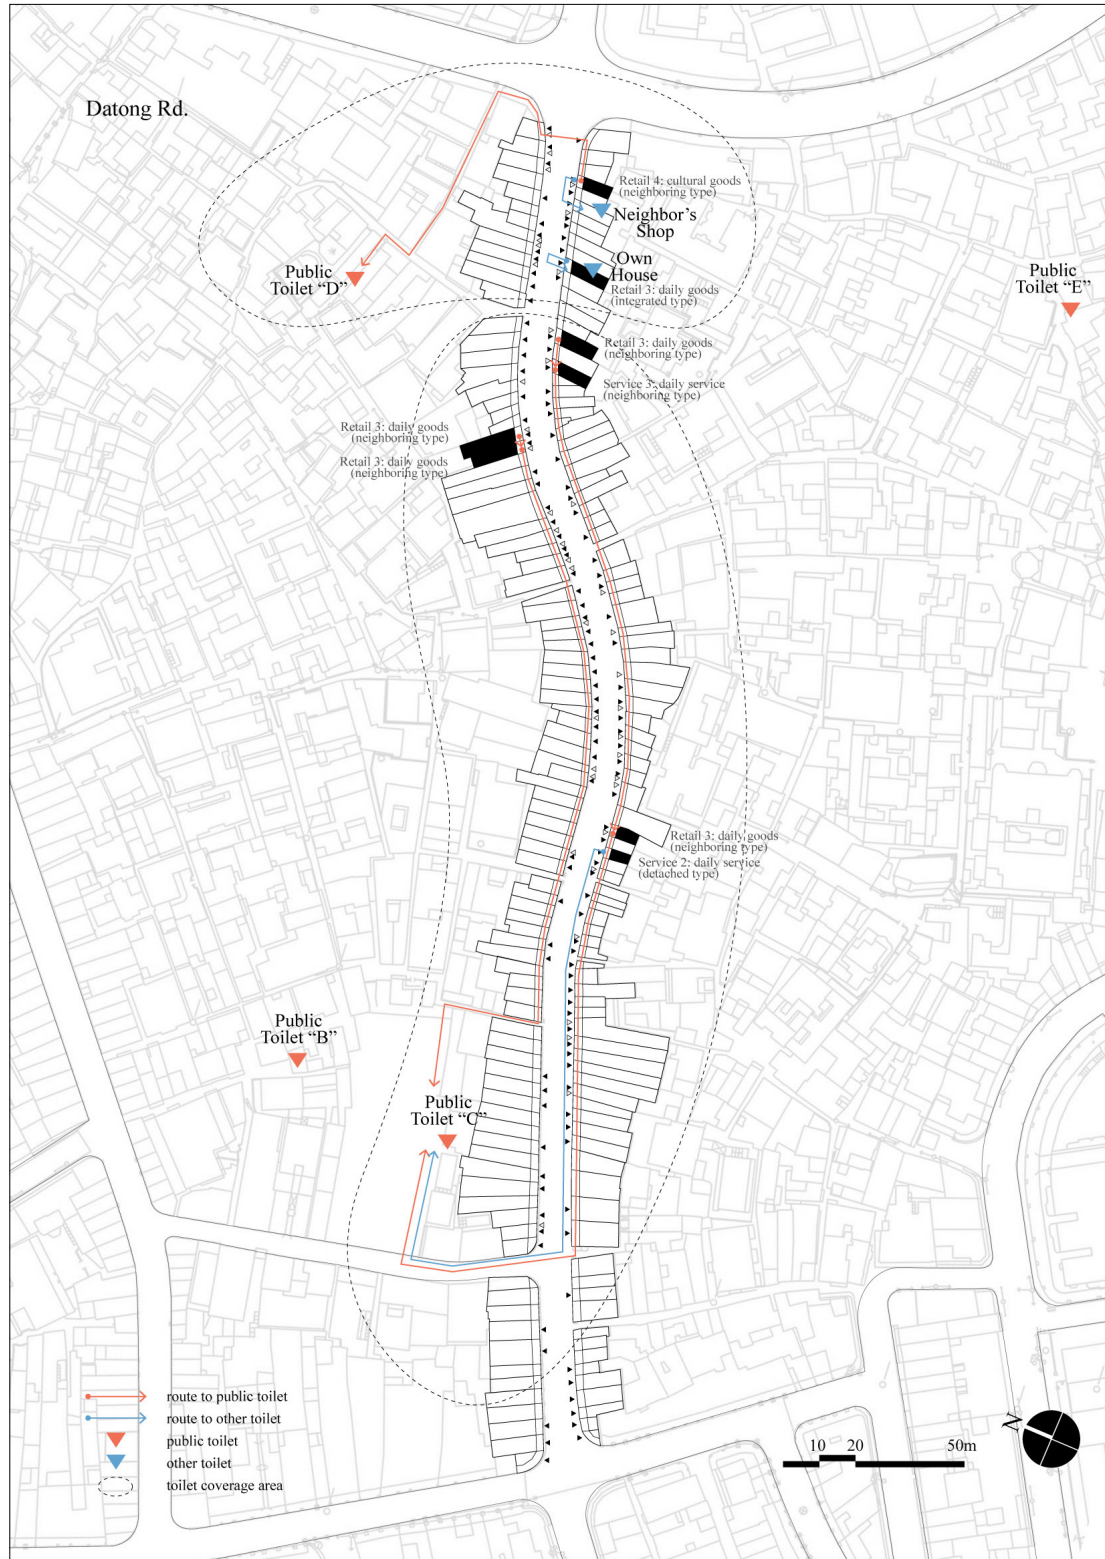 Datong Rd.
Retail 4: cultural goods
(neighboring type)
Neighbor's
Shop
Own
House
Retail 3: daily goods
(integrated type)
Public
Toilet “D”
Public
Toilet “E”
Retail 3: daily goods
(neighboring type)
Service 3: daily service
(neighboring type)
Retail 3: daily goods
(neighboring type)
Retail 3: daily goods
(neighboring type)
Retail 3: daily goods
(neighboring type)
Service 2: daily service
(detached type)
Public
Toilet “B”
Public
Toilet “C”
route to public toilet
route to other toilet
public toilet
other toilet
toilet coverage area
10 20 50m
N